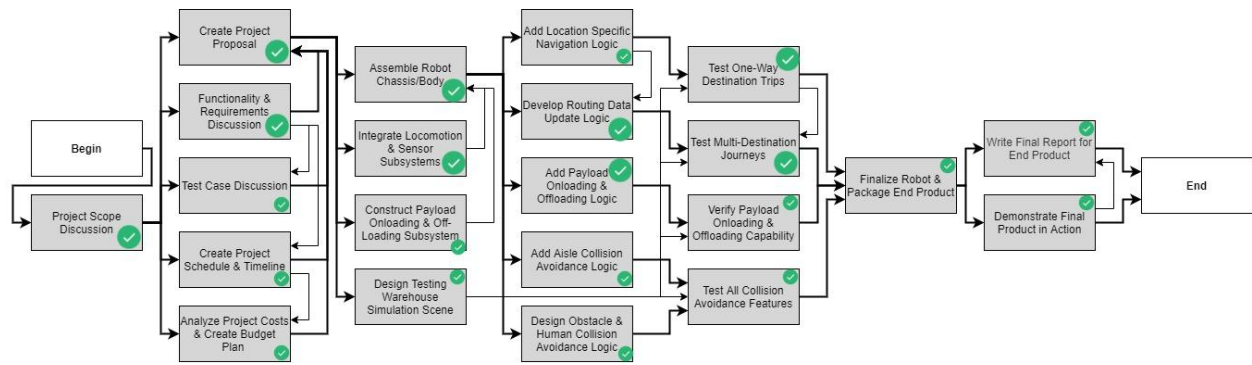 Begin
Project Scope
Discussion
Create Project
Proposal
Functionality &
Requirements
Discussion
Test Case Discussion
Create Project
Schedule & Timeline
Analyze Project Costs
& Create Budget
Plan
Assemble Robot
Chassis/Body
Integrate Locomotion
& Sensor
Subsystems
Construct Payload
Onloading & Off-
Loading Subsystem
Design Testing
Warehouse
Simulation Scene
Add Location Specific
Navigation Logic
Develop Routing Data
Update Logic
Add Payload
Onloading &
Offloading Logic
Add Aisle Collision
Avoidance Logic
Design Obstacle &
Human Collision
Avoidance Logic
Test One-Way
Destination Trips
Test Multi-Destination
Journeys
Verify Payload
Onloading &
Offloading Capability
Test All Collision
Avoidance Features
Finalize Robot &
Package End Product
Write Final Report for
End Product
Demonstrate Final
Product in Action
End